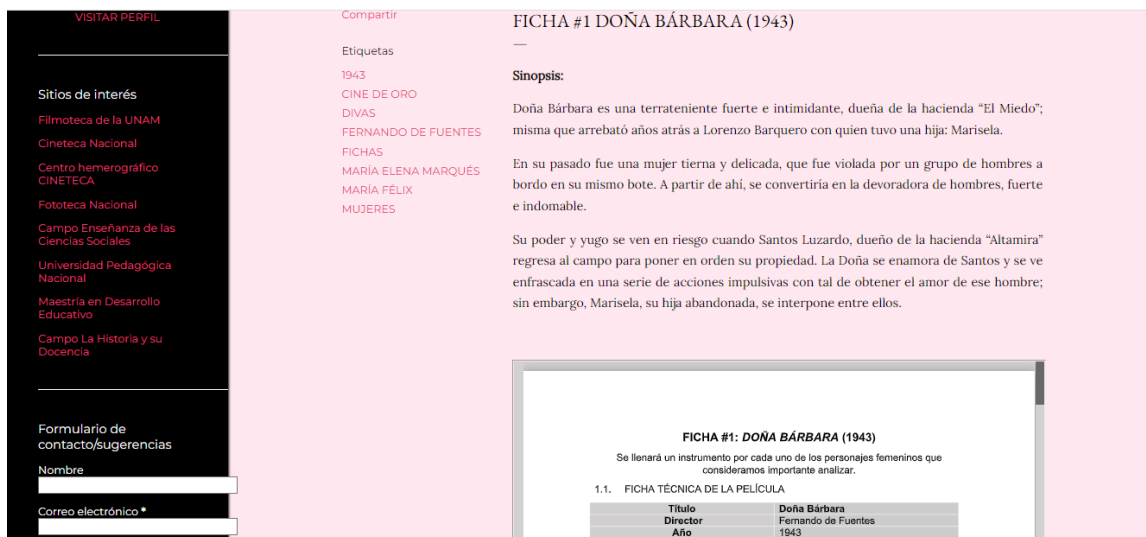 VISITAR PERFIL
Sitios de interés
FIlmoteca de la UNAM
Cineteca Nacional
Centro hemerográfico
CINETECA
Fototeca Nacional
Campo Enseñanza de las
Ciencias Sociales
Universidad Pedagógica
Nacional
Maestría en Desarrollo
Educativo
Campo La Historia y su
Docencia
Formulario de
contacto/sugerencias
Nombre
Correo electrónico *
Compartir
Etiquetas
1943
CINE DE ORO
DIVAS
FERNANDO DE FUENTES
FICHAS
MARÍA ELENA MARQUÉS
MARÍA FÉLIX
MUJERES
FICHA #1 DOÑA BÁRBARA (1943)
—
Sinopsis:
Doña Bárbara es una terrateniente fuerte e intimidante, dueña de la hacienda “El Miedo”;
misma que arrebató años atrás a Lorenzo Barquero con quien tuvo una hija: Marisela.
En su pasado fue una mujer tierna y delicada, que fue violada por un grupo de hombres a
bordo en su mismo bote. A partir de ahí, se convertiría en la devoradora de hombres, fuerte
e indomable.
Su poder y yugo se ven en riesgo cuando Santos Luzardo, dueño de la hacienda “Altamira”
regresa al campo para poner en orden su propiedad. La Doña se enamora de Santos y se ve
enfrascada en una serie de acciones impulsivas con tal de obtener el amor de ese hombre;
sin embargo, Marisela, su hija abandonada, se interpone entre ellos.
FICHA #1: DOÑA BÁRBARA (1943)
Se llenará un instrumento por cada uno de los personajes femeninos que
consideramos importante analizar.
1.1. FICHA TÉCNICA DE LA PELÍCULA
Título Doña Bárbara
Director Fernando de Fuentes
Año 1943